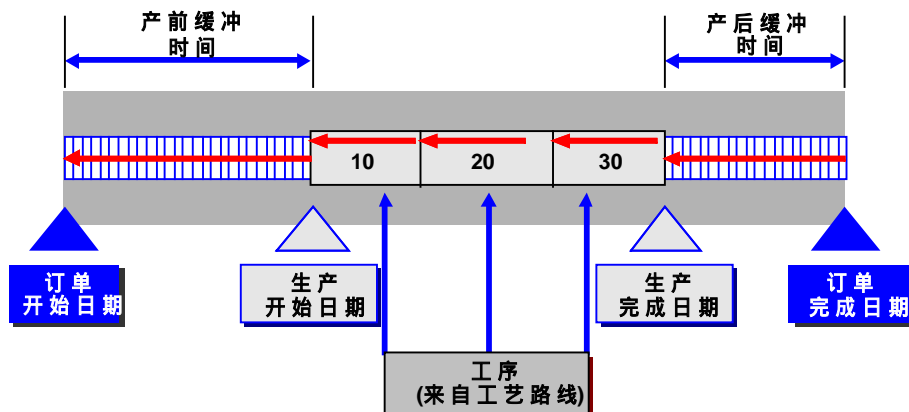 产前缓冲
时间
产后缓冲
时间
10
20
30
订单
开始日期
生产
开始日期
生产
完成日期
订单
完成日期
工序
(来自工艺路线)